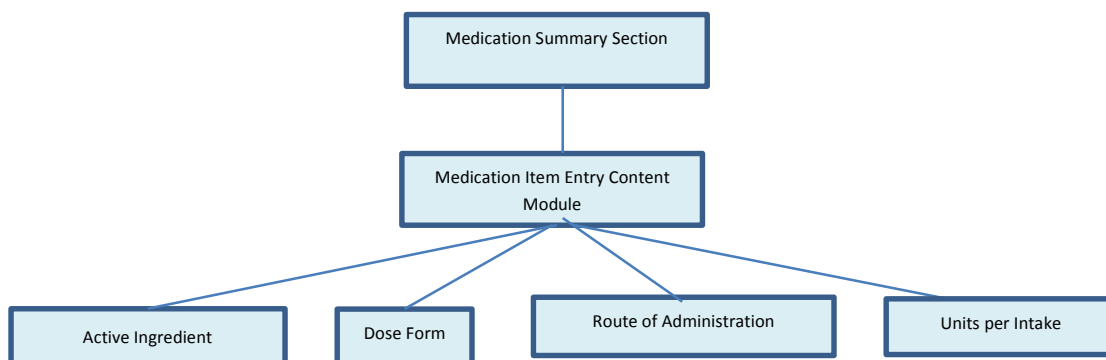 Medication Summary Section
Medication Item Entry Content
Module
Active Ingredient
Dose Form
Route of Administration
Units per Intake